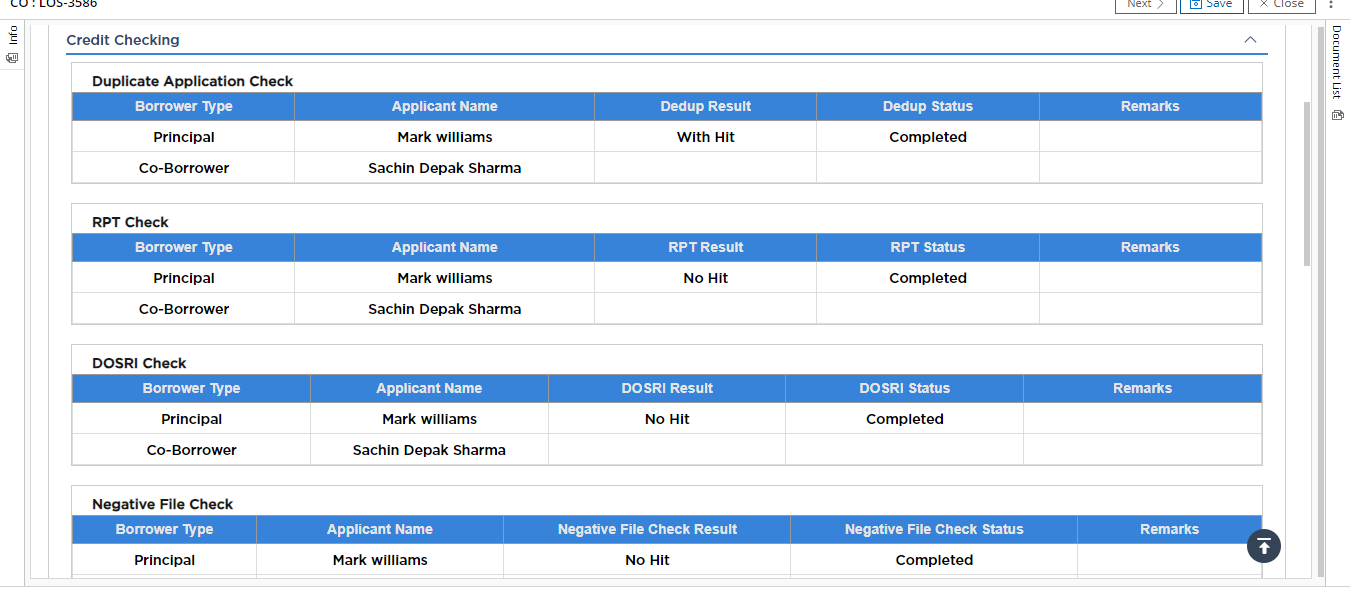 CO : LOS-3586
Next Save Close
Info
Document List
Credit Checking
Duplicate Application Check
Borrower Type Applicant Name Dedup Result Dedup Status Remarks
Principal Mark williams With Hit Completed
Co-Borrower Sachin Depak Sharma
RPT Check
Borrower Type Applicant Name RPT Result RPT Status Remarks
Principal Mark williams No Hit Completed
Co-Borrower Sachin Depak Sharma
DOSRI Check
Borrower Type Applicant Name DOSRI Result DOSRI Status Remarks
Principal Mark williams No Hit Completed
Co-Borrower Sachin Depak Sharma
Negative File Check
Borrower Type Applicant Name Negative File Check Result Negative File Check Status Remarks
Principal Mark williams No Hit Completed